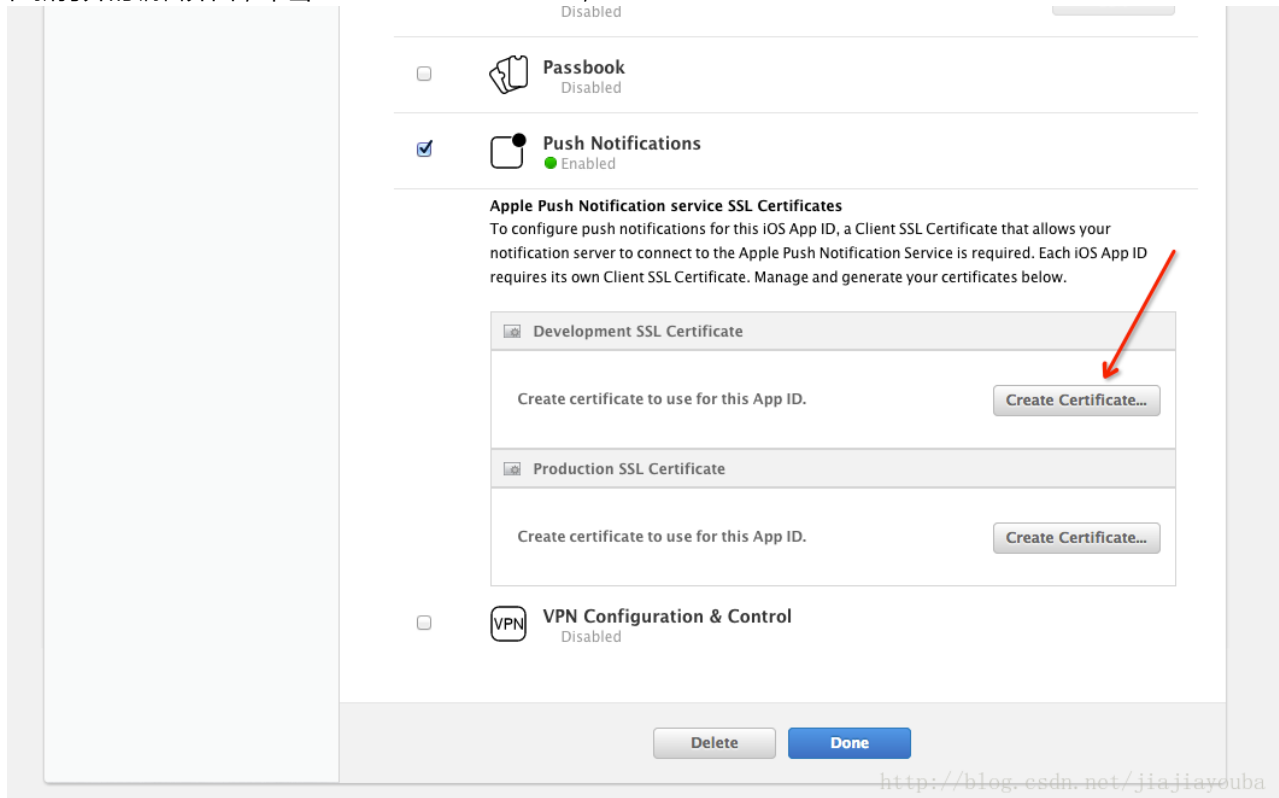 Disabled
Passbook
Disabled
Push Notifications
Enabled
Apple Push Notification service SSL Certificates
To configure push notifications for this iOS App ID, a Client SSL Certificate that allows your
notification server to connect to the Apple Push Notification Service is required. Each iOS App ID
requires its own Client SSL Certificate. Manage and generate your certificates below.
Development SSL Certificate
Create certificate to use for this App ID.
Create Certificate...
Production SSL Certificate
Create certificate to use for this App ID.
Create Certificate...
VPN
VPN Configuration & Control
Disabled
Delete
Done
http://blog.csdn.net/jiajiayouba